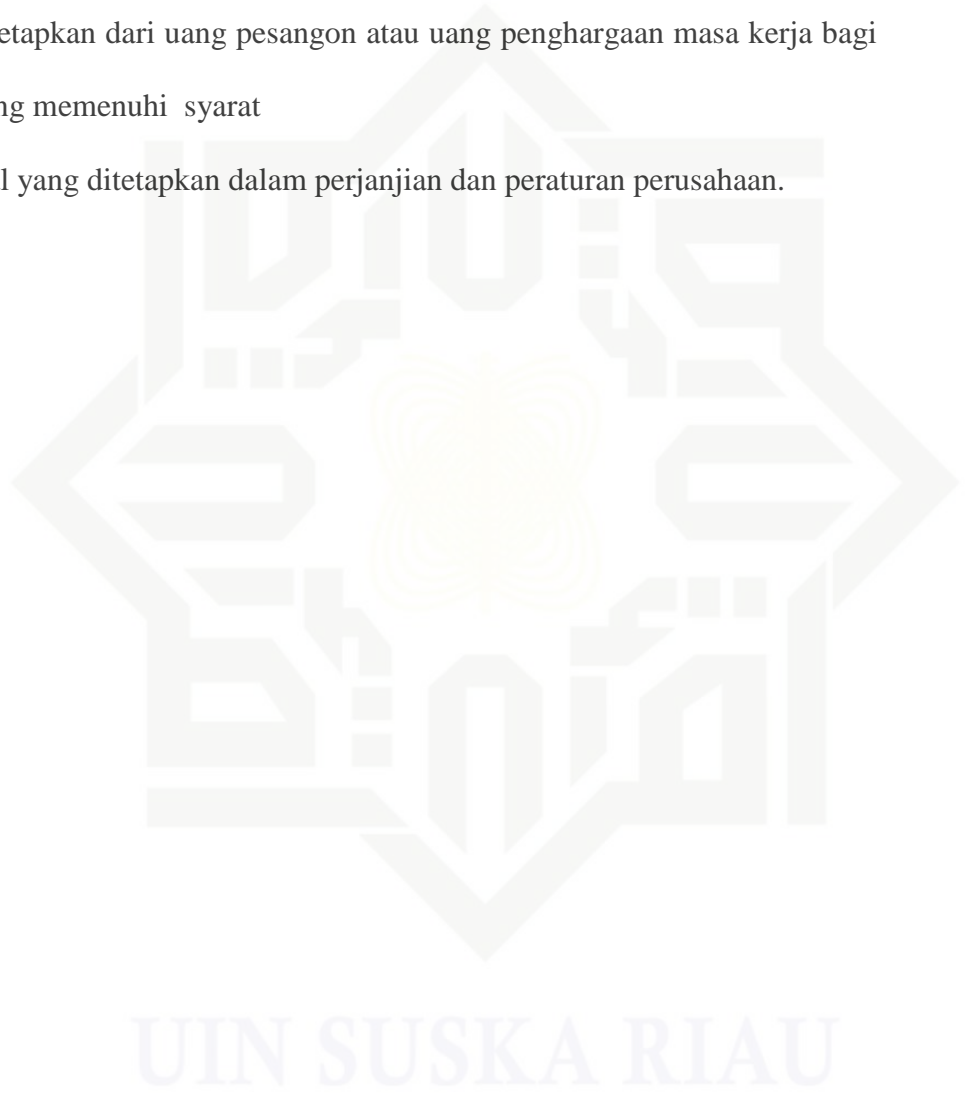 etapkan dari uang pesangon atau uang penghargaan masa kerja bagi
ng memenuhi syarat
l yang ditetapkan dalam perjanjian dan peraturan perusahaan.
UIN SUSKA RIAU